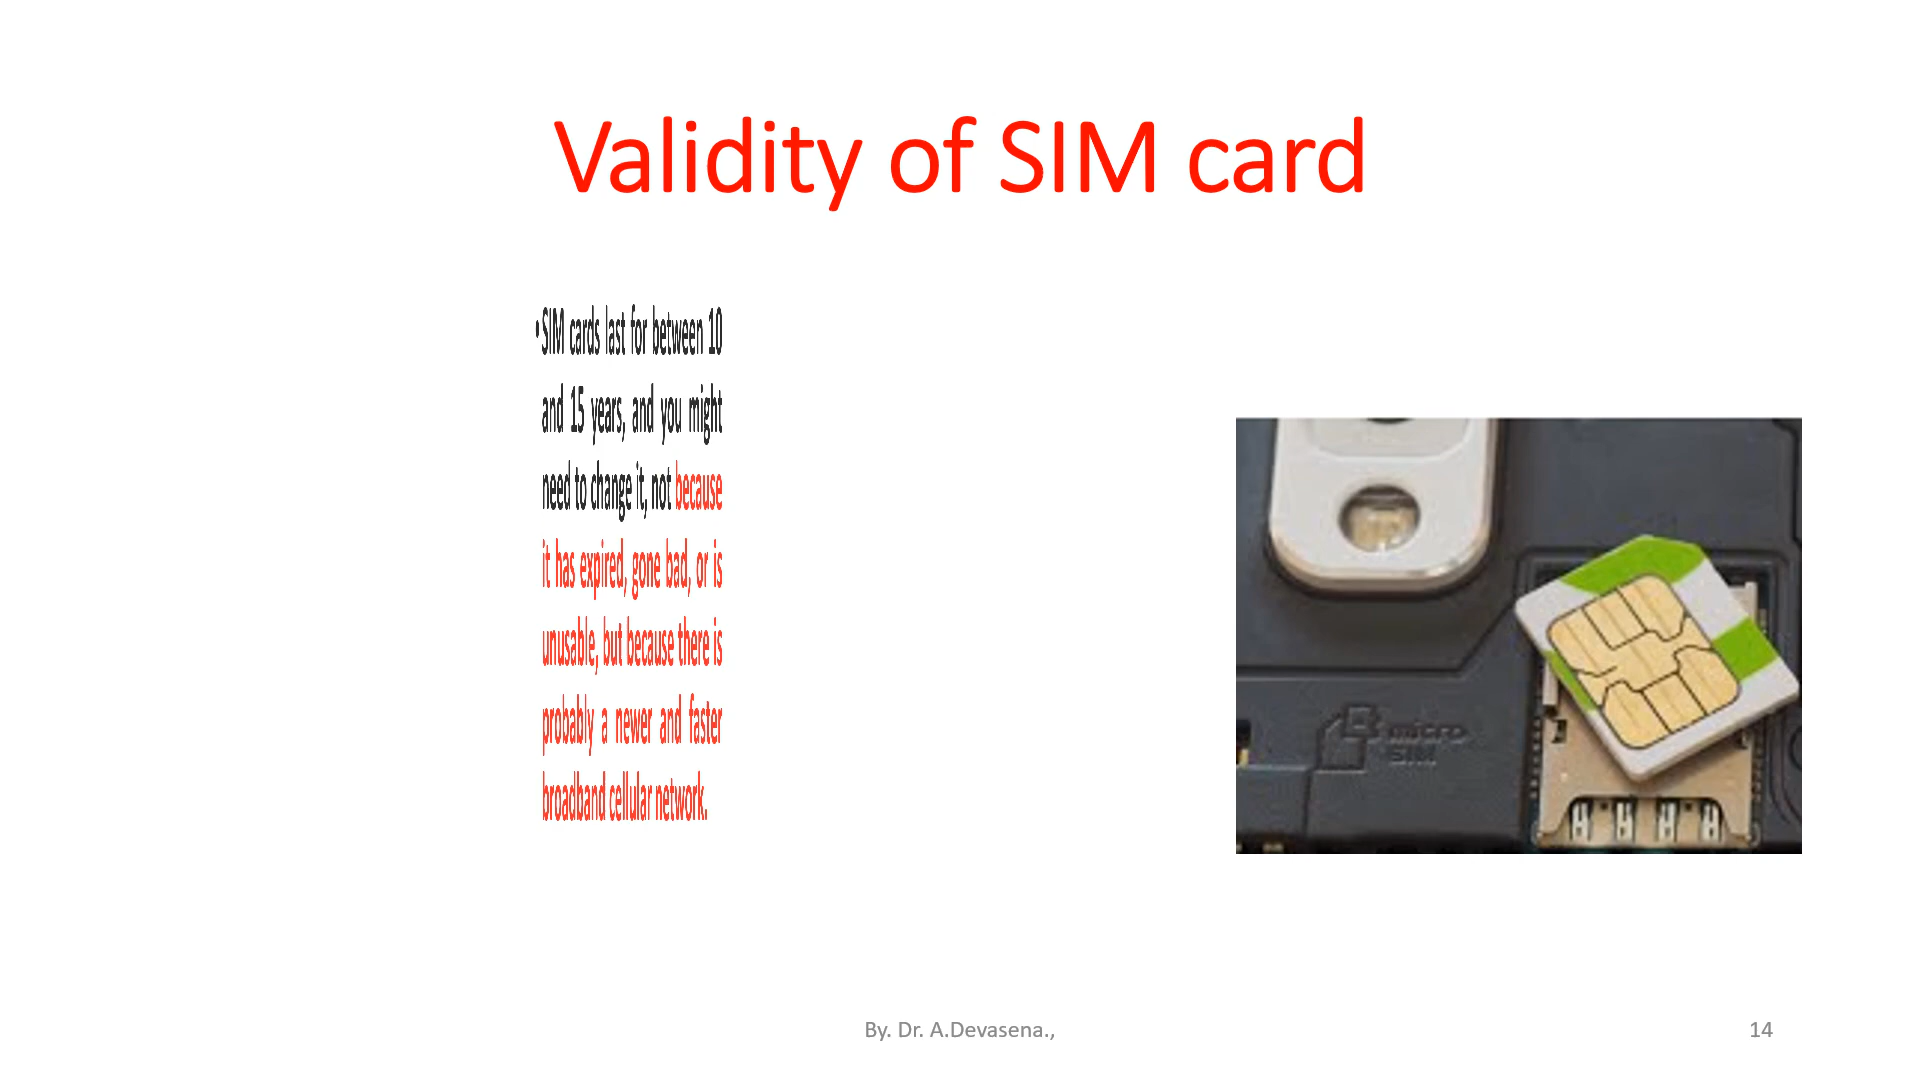 Validity of SIM card
•SIM cards last for between 10
and 15 years, and you might
need to change it, not because
it has expired, gone bad, or is
unusable, but because there is
probably a newer and faster
broadband cellular network.
micro
SIM
By. Dr. A.Devasena.,
14